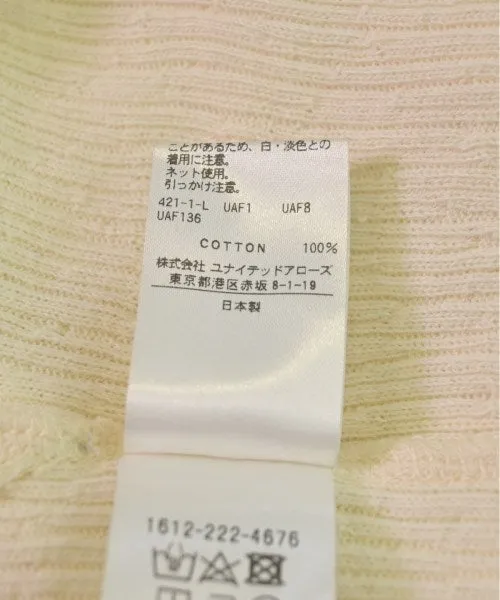 ことがあるため、白・淡色との
着用に注意。
ネット使用。
引っかけ注意。
421-1-L UAF1 UAF8
UAF136
COTTON 100%
株式会社 ユナイテッドアローズ
東京都港区赤坂8-1-19
日本製
1612-222-4676